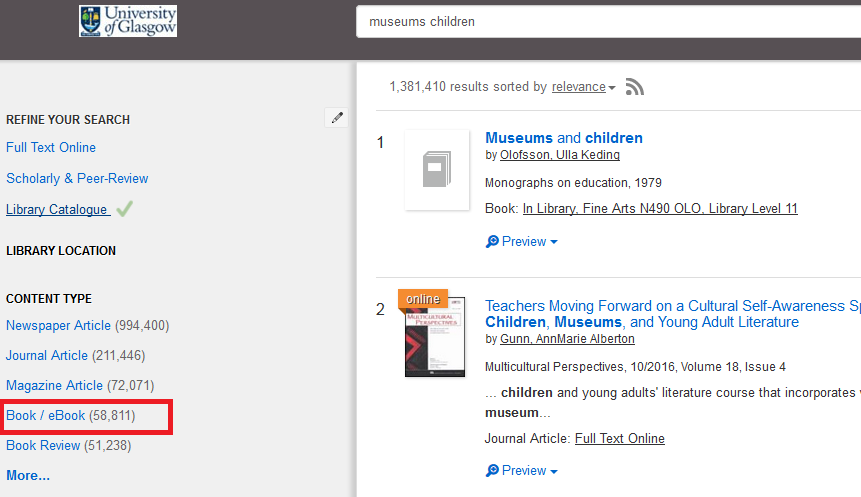 University
of Glasgow
museums children
1,381,410 results sorted by relevance
REFINE YOUR SEARCH
Full Text Online
Scholarly & Peer-Review
Library Catalogue
LIBRARY LOCATION
CONTENT TYPE
Newspaper Article (994,400)
Journal Article (211,446)
Magazine Article (72,071)
Book / eBook (58,811)
Book Review (51,238)
More...
1
Museums and children
by Olofsson, Ulla Keding
Monographs on education, 1979
Book: In Library, Fine Arts N490 OLO, Library Level 11
Preview
2
online
MULTICULTURAL
PERSPECTIVES
Teachers Moving Forward on a Cultural Self-Awareness Sp
Children, Museums, and Young Adult Literature
by Gunn, AnnMarie Alberton
Multicultural Perspectives, 10/2016, Volume 18, Issue 4
... children and young adults' literature course that incorporates
museum...
Journal Article: Full Text Online
Preview